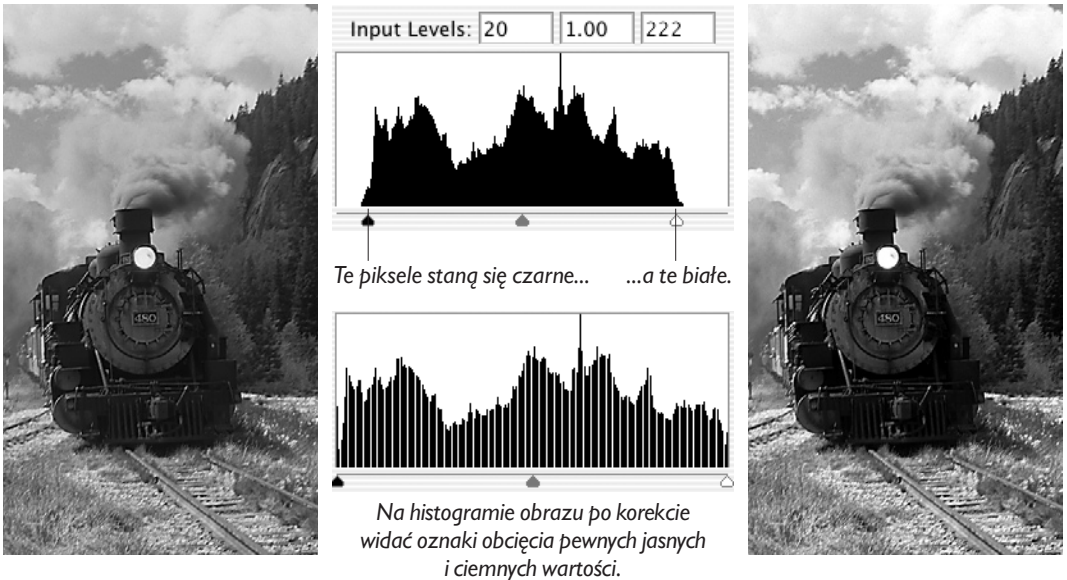 Input Levels: 20 1.00 222
Te piksele staną się czarne... ...a te białe.
480
480
Na histogramie obrazu po korekcie
widać oznaki obcięcia pewnych jasnych
i ciemnych wartości.